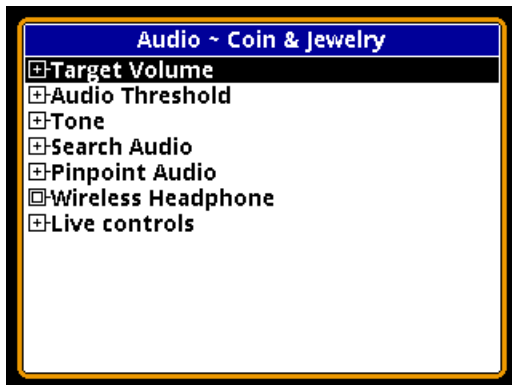 Audio ~ Coin & Jewelry
Target Volume
Audio Threshold
Tone
Search Audio
Pinpoint Audio
Wireless Headphone
Live controls